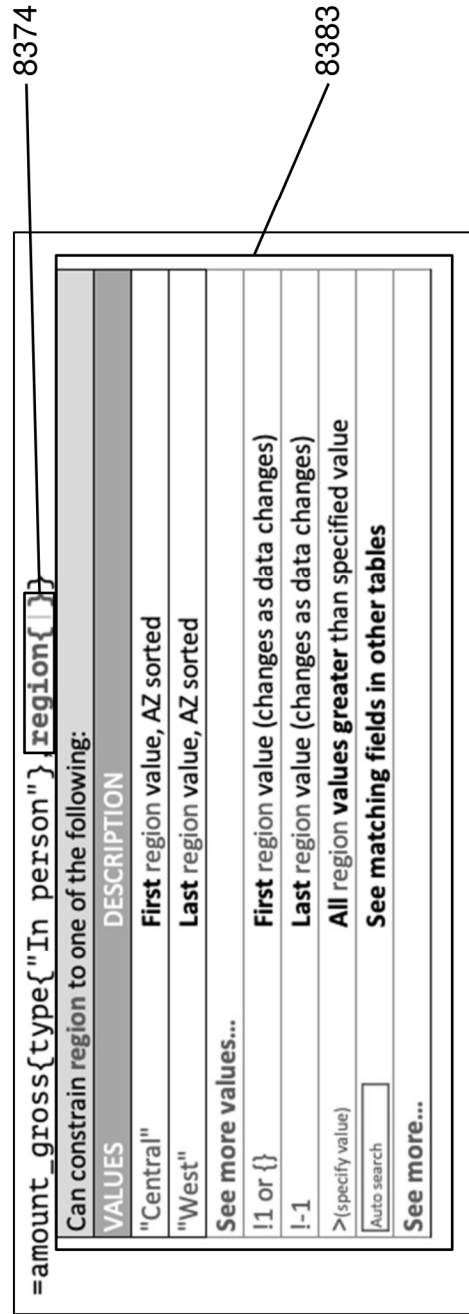 8374
8383
=amount_gross{type{"In person"},region{ }}
Can constrain region to one of the following:
VALUES DESCRIPTION
"Central" First region value, AZ sorted
"West" Last region value, AZ sorted
See more values...
!1 or {} First region value (changes as data changes)
!-1 Last region value (changes as data changes)
>(specify value) All region values greater than specified value
Auto search See matching fields in other tables
See more...